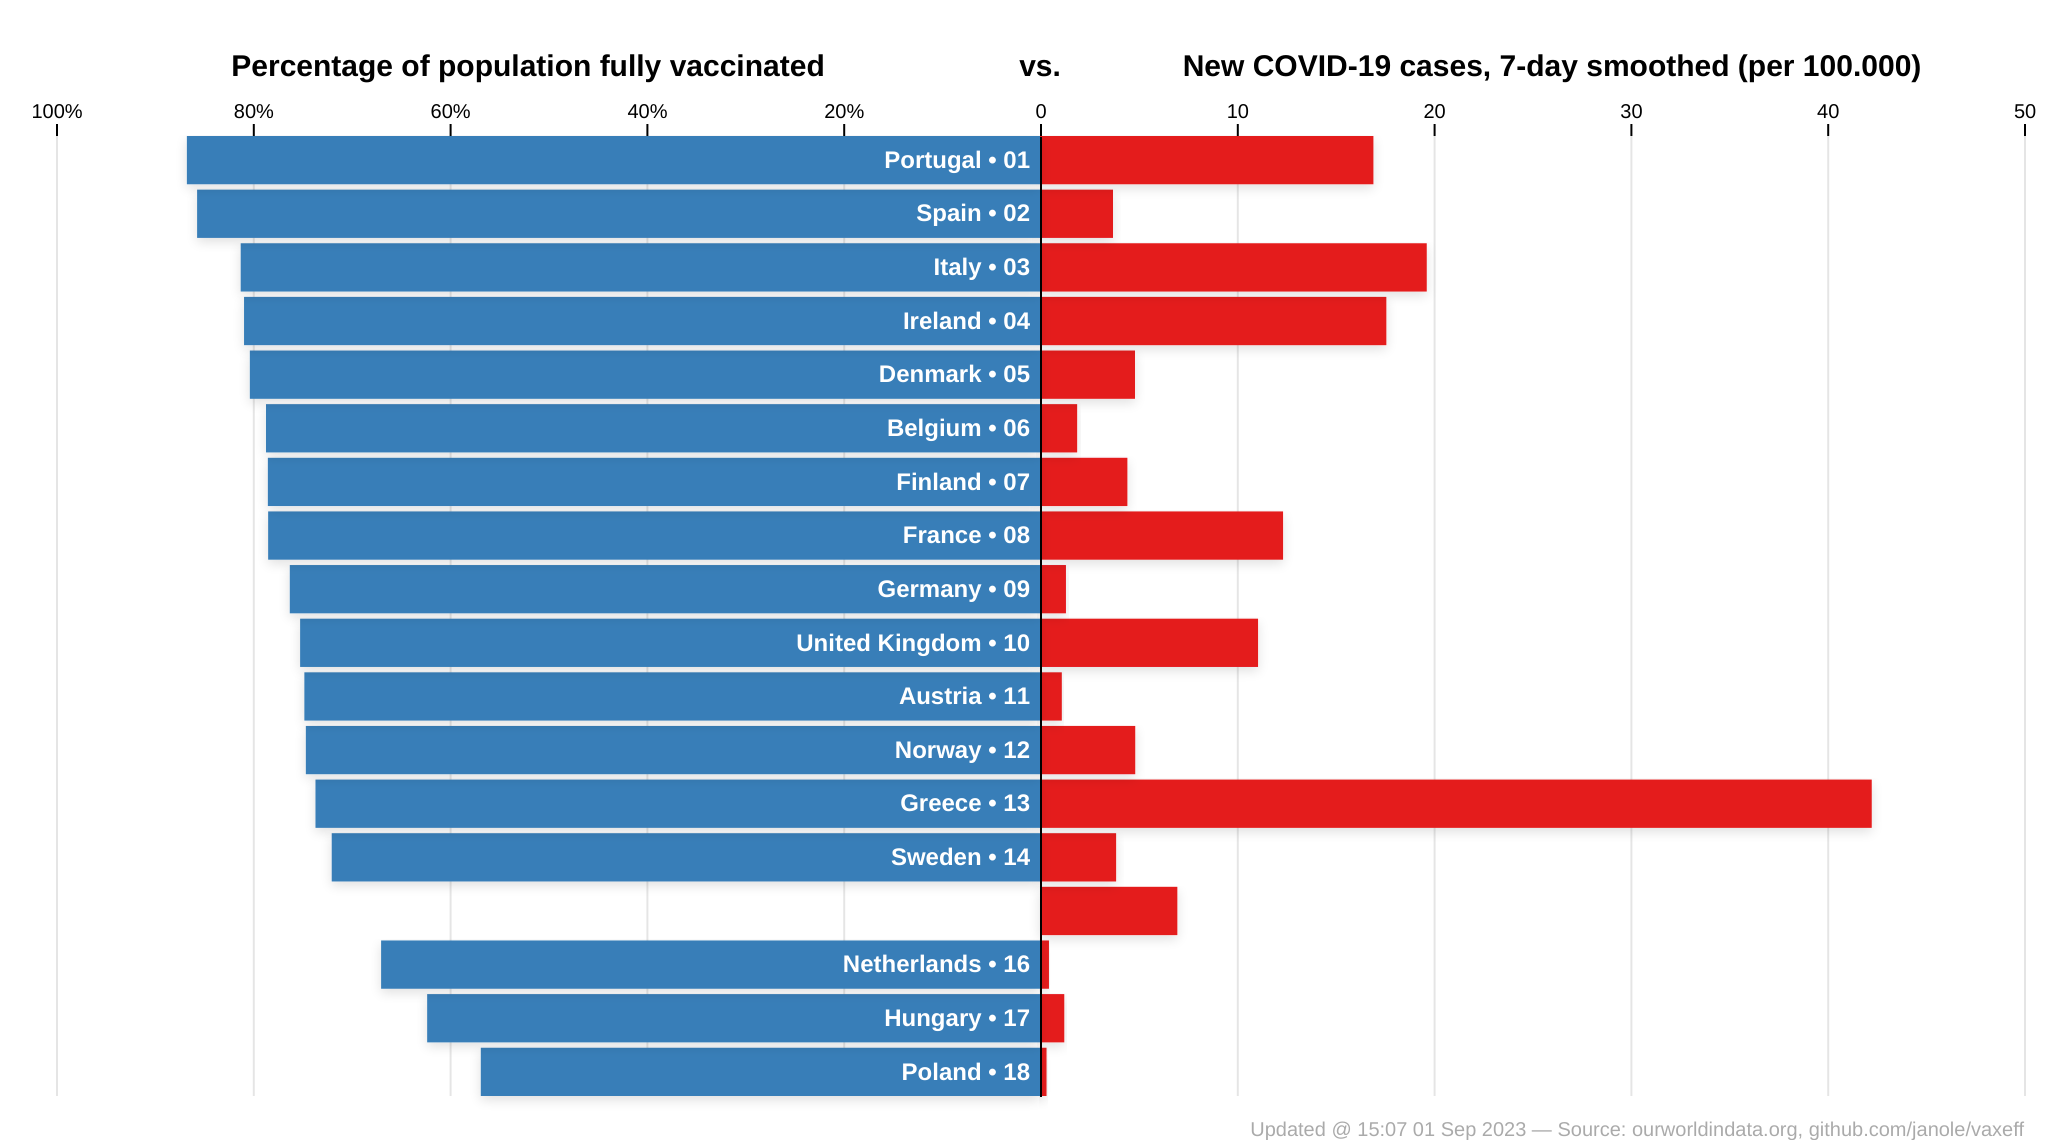 Percentage of population fully vaccinated vs. New COVID-19 cases, 7-day smoothed (per 100.000)
100% 80% 60% 40% 20% 0 10 20 30 40 50
Portugal • 01
Spain • 02
Italy • 03
Ireland • 04
Denmark • 05
Belgium • 06
Finland • 07
France • 08
Germany • 09
United Kingdom • 10
Austria • 11
Norway • 12
Greece • 13
Sweden • 14
Netherlands • 16
Hungary • 17
Poland • 18
Updated @ 15:07 01 Sep 2023 — Source: ourworldindata.org, github.com/janole/vaxeff